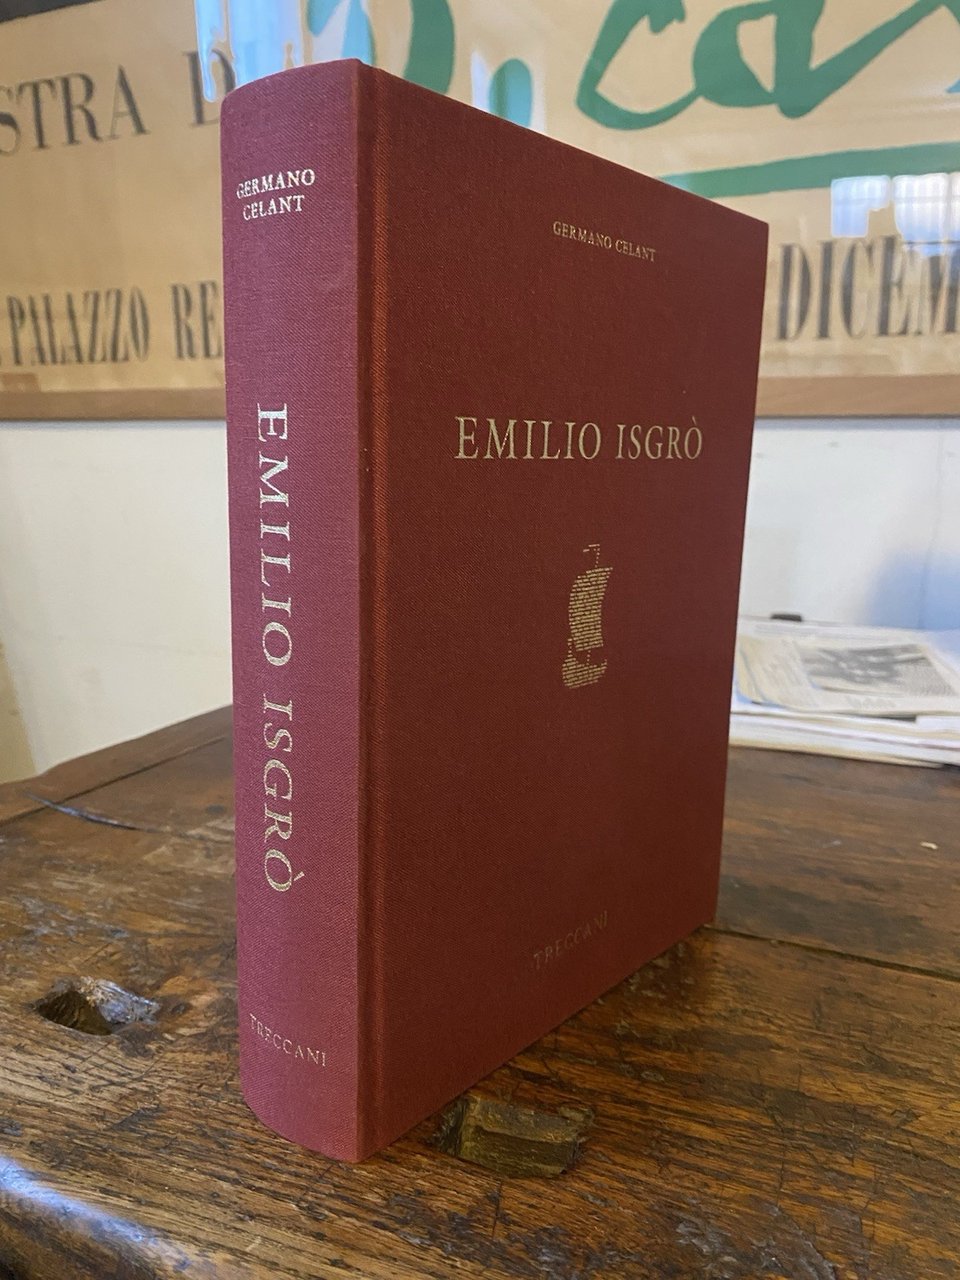 STRA D
PALAZZO RE
DICEM
GERMANO
CELANT
EMILIO ISGRÒ
TRECCANI
GERMANO CELANT
EMILIO ISGRÒ
TRECCANI